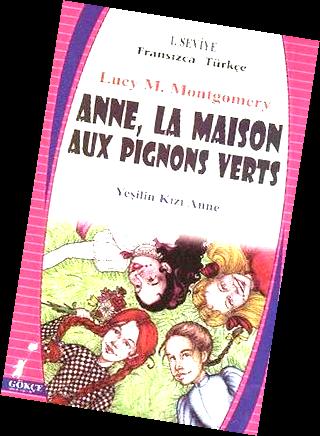 1. SEVİYE
Fransızca Türkçe
Lucy M. Montgomery
ANNE, LA MAISON
AUX PIGNONS VERTS
Yeşilin Kızı Anne
GÖKÇE